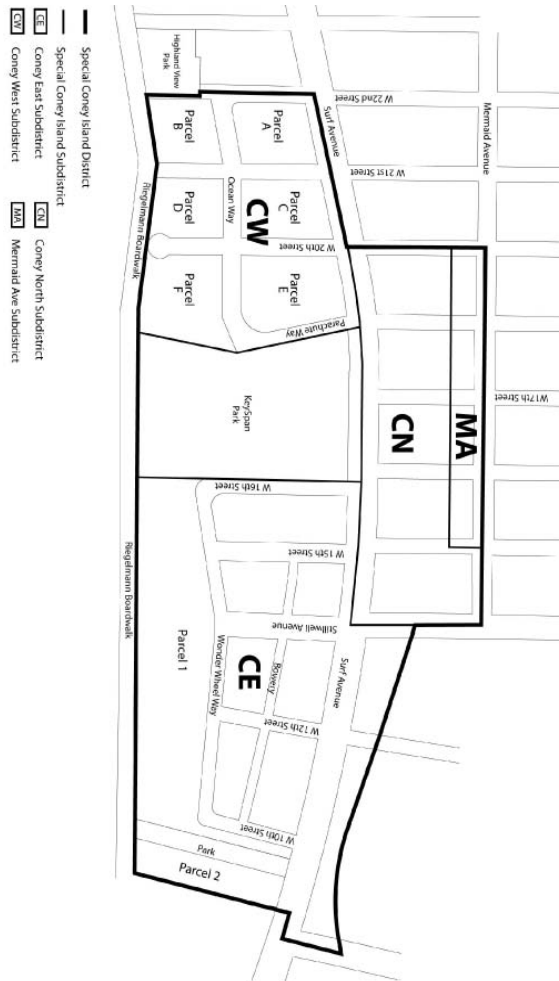 Mermaid Avenue
W 22nd Street
W 21st Street
W17th Street
MA
CN
Surf Avenue
Surf Avenue
W 20th Street
Parachute Way
W 16th Street
W 15th Street
Stillwell Avenue
W 12th Street
W 10th Street
Bowery
Parcel
A
Parcel
C
Parcel
E
CW
CE
KeySpan
Park
Ocean Way
Wonder Wheel Way
Highland View
Park
Parcel
B
Parcel
D
Parcel
F
Parcel 1
Park
Parcel 2
Riegelmann Boardwalk
Riegelmann Boardwalk
Special Coney Island District
Special Coney Island Subdistrict
CE Coney East Subdistrict
CN Coney North Subdistrict
CW Coney West Subdistrict
MA Mermaid Ave Subdistrict